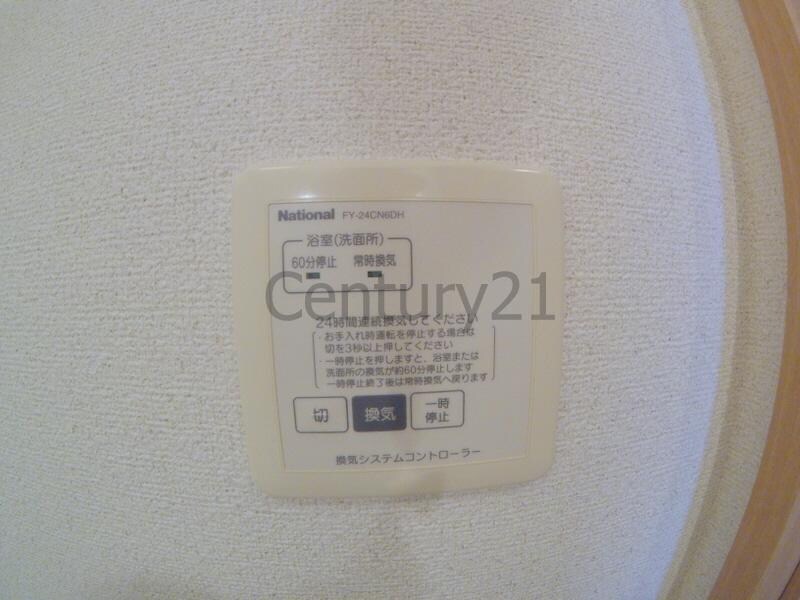 National FY-24CN6DH
浴室(洗面所)
60分停止 常時換気
Century21
24時間連続換気してください
・お手入れ時運転を停止する場合は
切を3秒以上押してください
・一時停止を押しますと、浴室または
洗面所の換気が約60分停止します
一時停止終了後は常時換気へ戻ります
切 換気 一時
停止
換気システムコントローラー